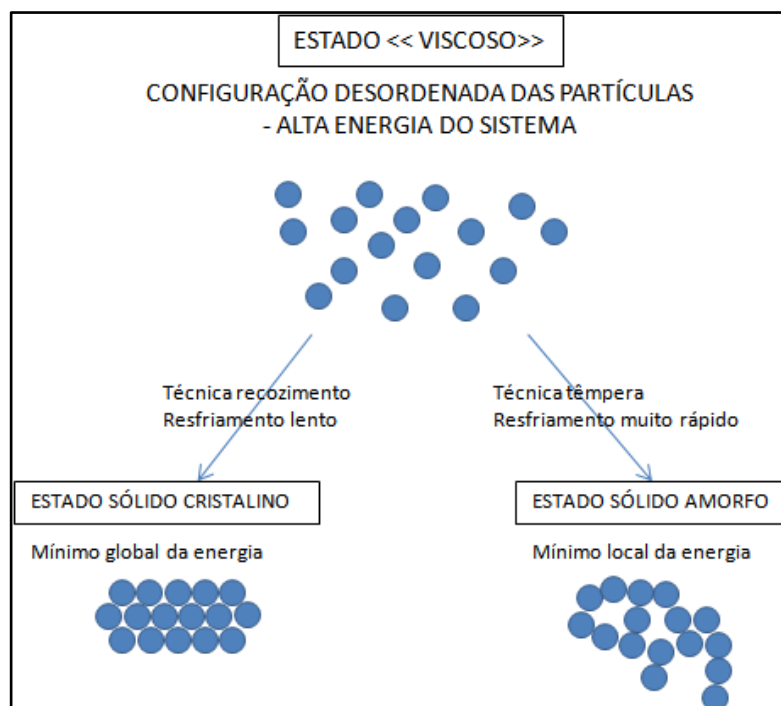 ESTADO << VISCOSO>>
CONFIGURAÇÃO DESORDENADA DAS PARTÍCULAS
- ALTA ENERGIA DO SISTEMA
Técnica recozimento
Resfriamento lento
Técnica têmpera
Resfriamento muito rápido
ESTADO SÓLIDO CRISTALINO
Mínimo global da energia
ESTADO SÓLIDO AMORFO
Mínimo local da energia